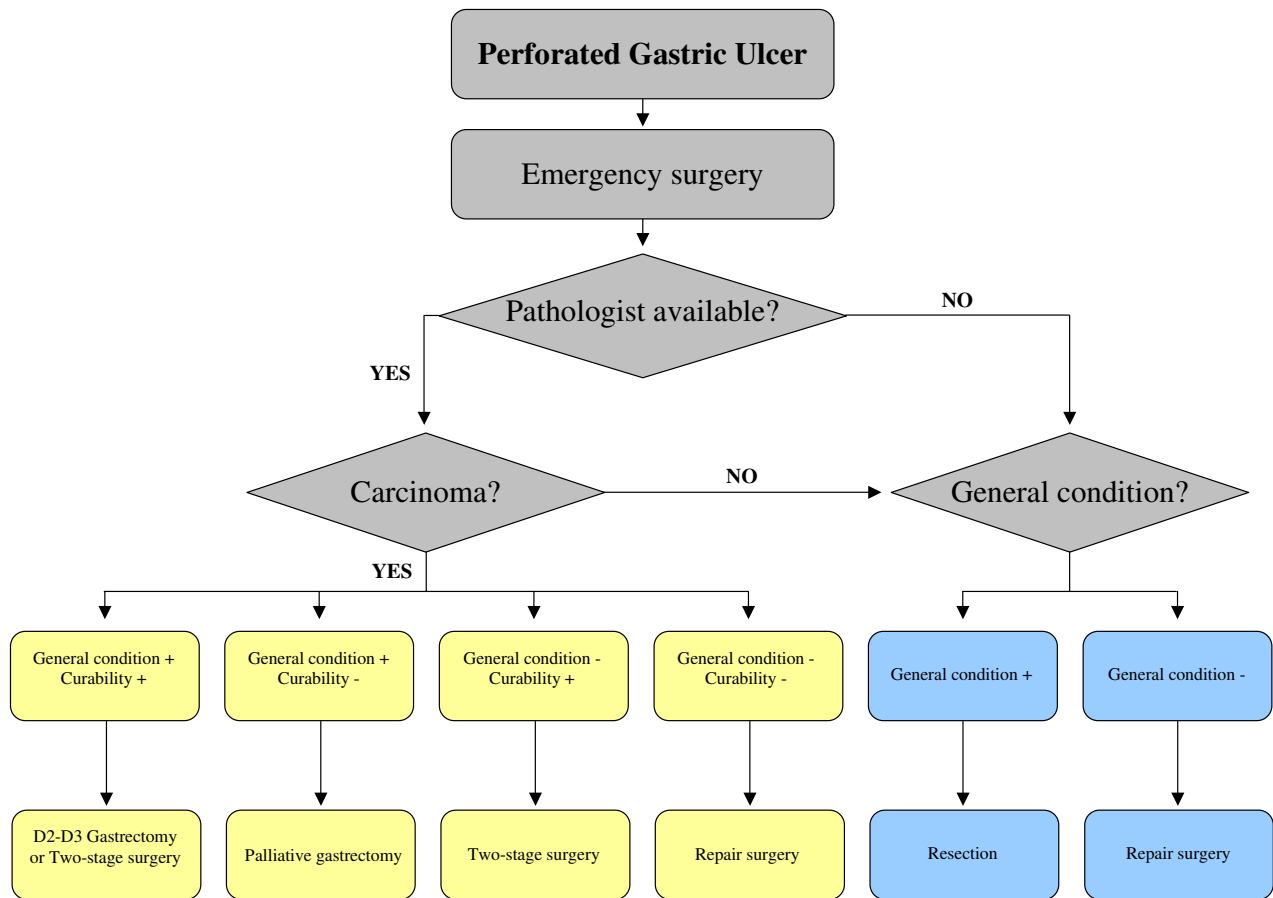 Perforated Gastric Ulcer
Emergency surgery
Pathologist available?
NO
YES
Carcinoma?
NO
General condition?
YES
General condition +
Curability +
General condition +
Curability -
General condition -
Curability +
General condition -
Curability -
General condition +
General condition -
D2-D3 Gastrectomy
or Two-stage surgery
Palliative gastrectomy
Two-stage surgery
Repair surgery
Resection
Repair surgery